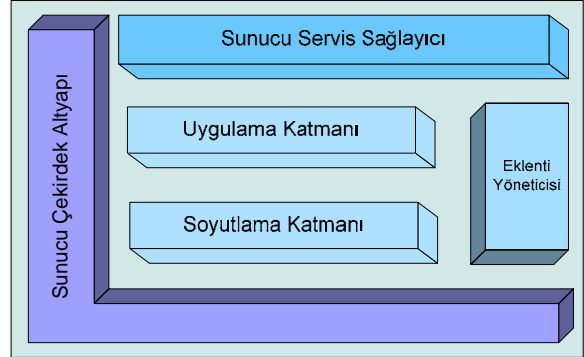 Sunucu Servis Sağlayıcı
Sunucu Çekirdek Altyapı
Uygulama Katmanı
Eklenti
Yöneticisi
Soyutlama Katmanı